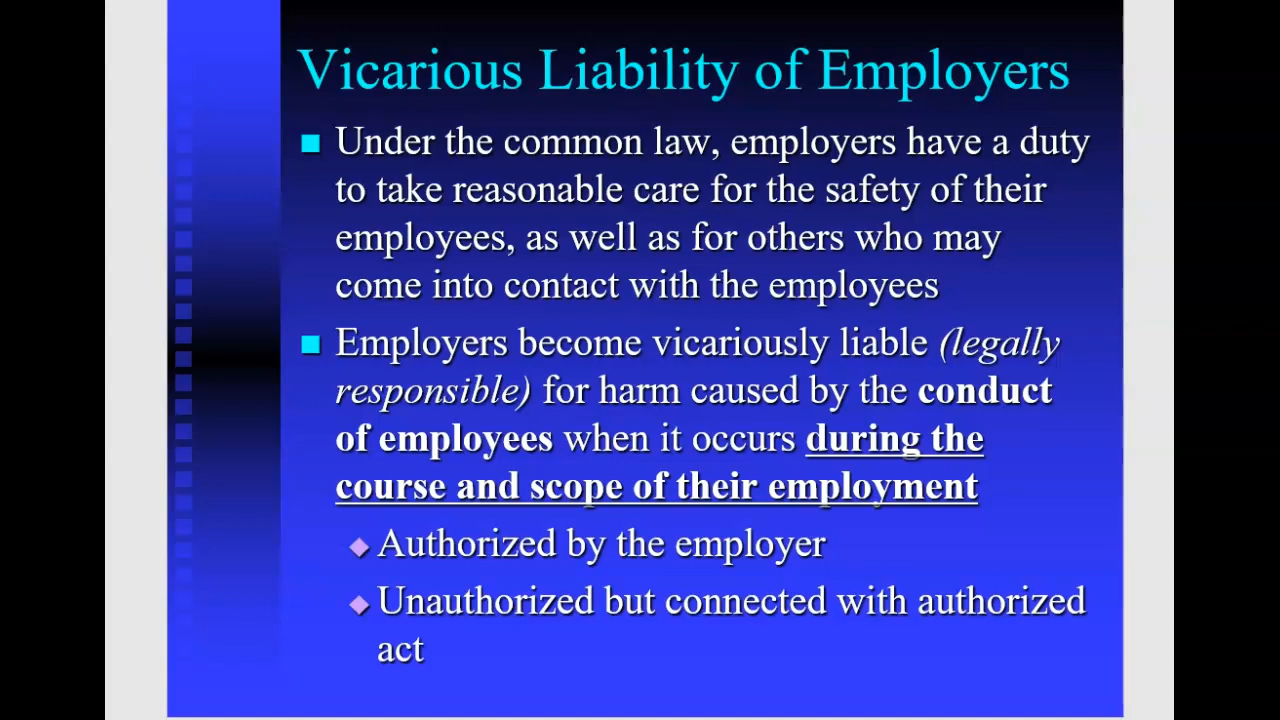 Vicarious Liability of Employers
Under the common law, employers have a duty
to take reasonable care for the safety of their
employees, as well as for others who may
come into contact with the employees
Employers become vicariously liable (legally
responsible) for harm caused by the conduct
of employees when it occurs during the
course and scope of their employment
Authorized by the employer
Unauthorized but connected with authorized
act